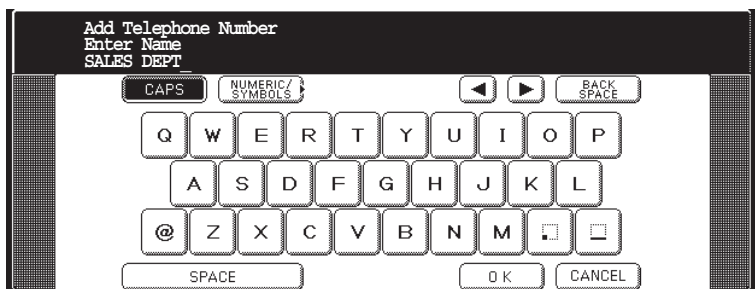 Add Telephone Number
Enter Name
SALES DEPT_
CAPS NUMERIC/ SYMBOLS ◀ ▶ BACK SPACE
Q W E R T Y U I O P
A S D F G H J K L
@ Z X C V B N M . _
SPACE OK CANCEL